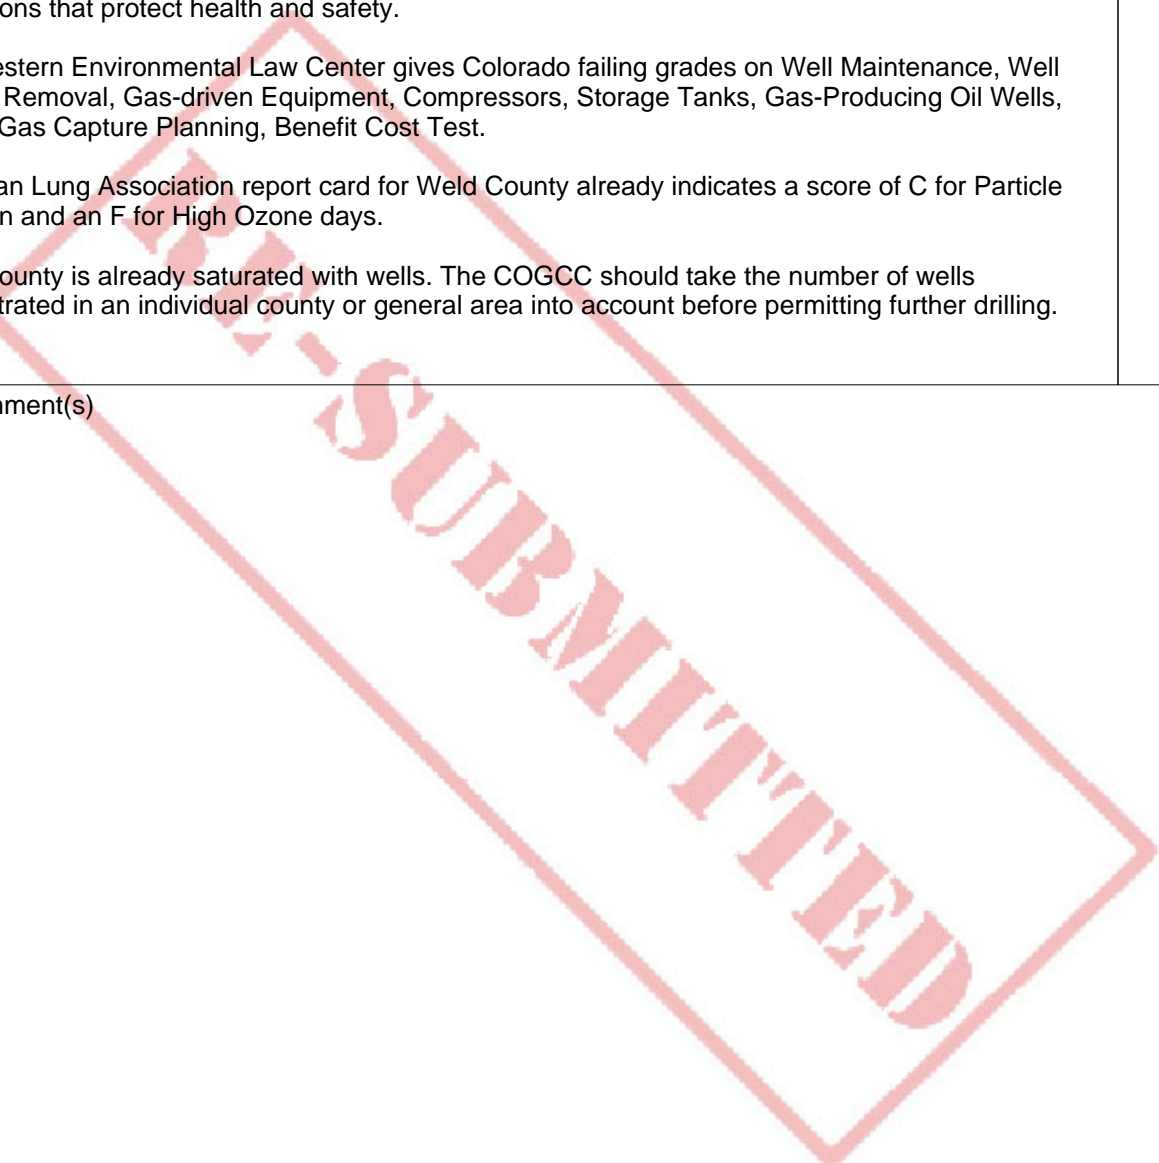 ons that protect health and safety.
estern Environmental Law Center gives Colorado failing grades on Well Maintenance, Well
Removal, Gas-driven Equipment, Compressors, Storage Tanks, Gas-Producing Oil Wells,
Gas Capture Planning, Benefit Cost Test.
an Lung Association report card for Weld County already indicates a score of C for Particle
n and an F for High Ozone days.
ounty is already saturated with wells. The COGCC should take the number of wells
trated in an individual county or general area into account before permitting further drilling.
nment(s)
RE-SUBMITTED